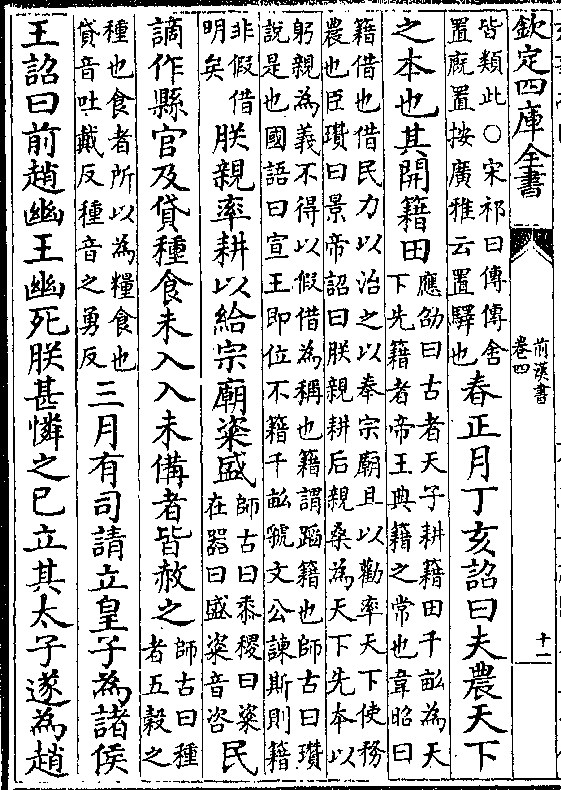 欽定四庫全書
前漢書
卷四
十一
皆類此○宋祁曰傳傳舍
置廐置按廣雅云置驛也
春正月丁亥詔曰夫農天下
之本也其開籍田
應劭曰古者天子耕籍田千畝為天
下先籍者帝王典籍之常也韋昭曰
籍借也借民力以治之以奉宗廟且以勸率天下使務
農也臣瓚曰景帝詔曰朕親耕后親桑為天下先本以
躬親為義不得以假借為稱也籍謂蹈籍也師古曰瓚
說是也國語曰宣王即位不籍千畝虢文公諫斯則籍
非假借
明矣
朕親率耕以給宗廟粢盛
師古曰黍稷曰粢
在器曰盛粢音咨
民
謫作縣官及貸種食未入入未備者皆赦之
師古曰種
者五穀之
種也食者所以為糧食也
貸音吐戴反種音之勇反
三月有司請立皇子為諸侯
王詔曰前趙幽王幽死朕甚憐之已立其太子遂為趙